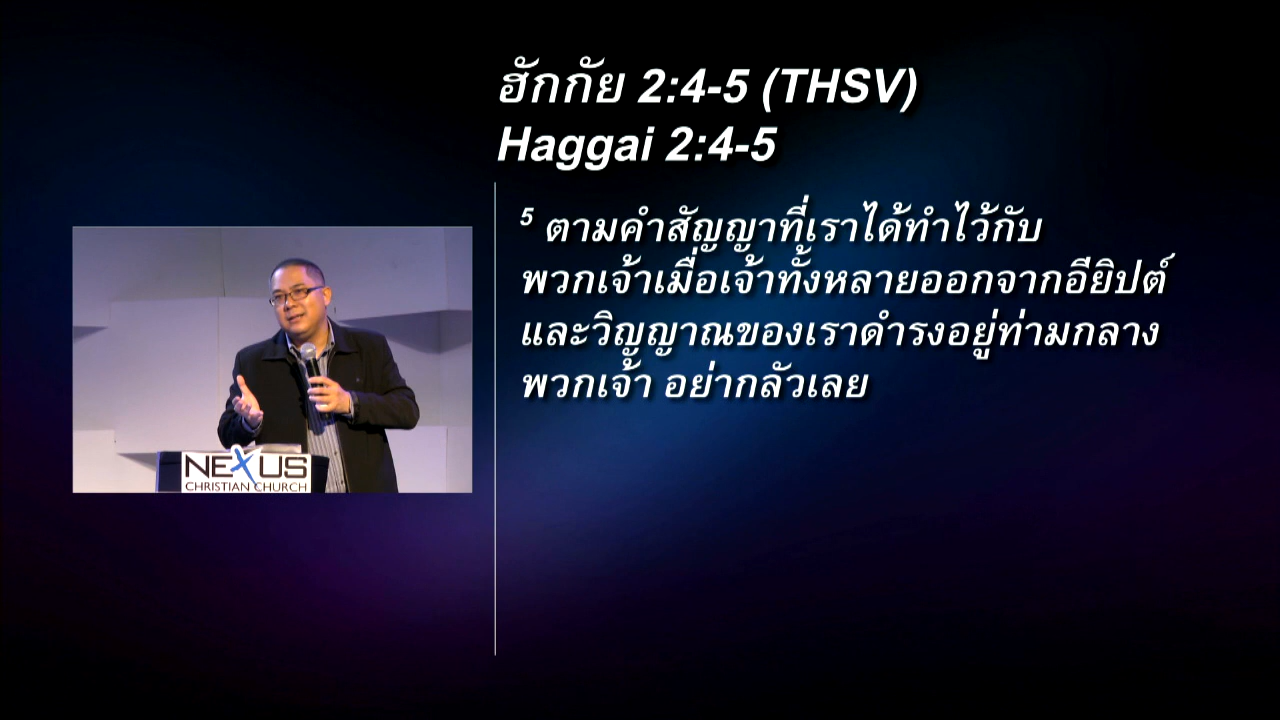 ฮักกัย 2:4-5 (THSV)
Haggai 2:4-5
5 ตามคำสัญญาที่เราได้ทำไว้กับ
พวกเจ้าเมื่อเจ้าทั้งหลายออกจากอียิปต์
และวิญญาณของเราดำรงอยู่ท่ามกลาง
พวกเจ้า อย่ากลัวเลย
NEXUS
CHRISTIAN CHURCH